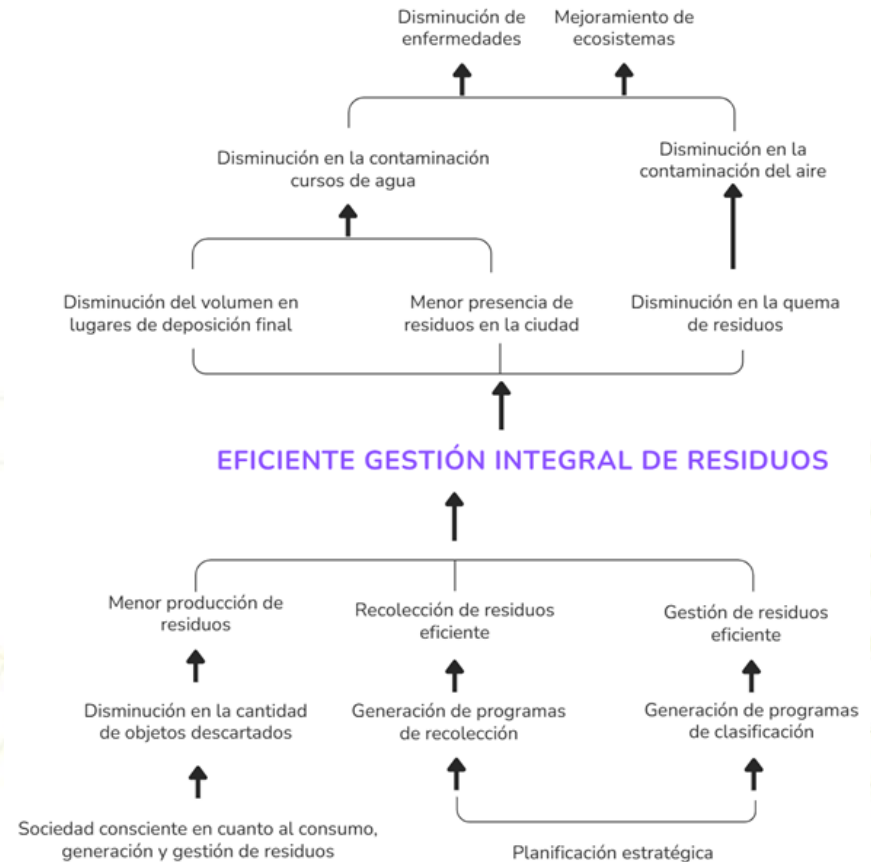 Disminución de
enfermedades
Mejoramiento de
ecosistemas
Disminución en la contaminación
cursos de agua
Disminución en la
contaminación del aire
Disminución del volumen en
lugares de deposición final
Menor presencia de
residuos en la ciudad
Disminución en la quema
de residuos
EFICIENTE GESTIÓN INTEGRAL DE RESIDUOS
Menor producción de
residuos
Recolección de residuos
eficiente
Gestión de residuos
eficiente
Disminución en la cantidad
de objetos descartados
Generación de programas
de recolección
Generación de programas
de clasificación
Sociedad consciente en cuanto al consumo,
generación y gestión de residuos
Planificación estratégica